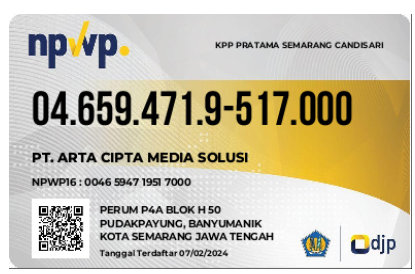 npwp.
KPP PRATAMA SEMARANG CANDISARI
04.659.471.9-517.000
PT. ARTA CIPTA MEDIA SOLUSI
NPWP16 : 0046 5947 1951 7000
PERUM P4A BLOK H 50
PUDAKPAYUNG, BANYUMANIK
KOTA SEMARANG JAWA TENGAH
Tanggal Terdaftar 07/02/2024
djp